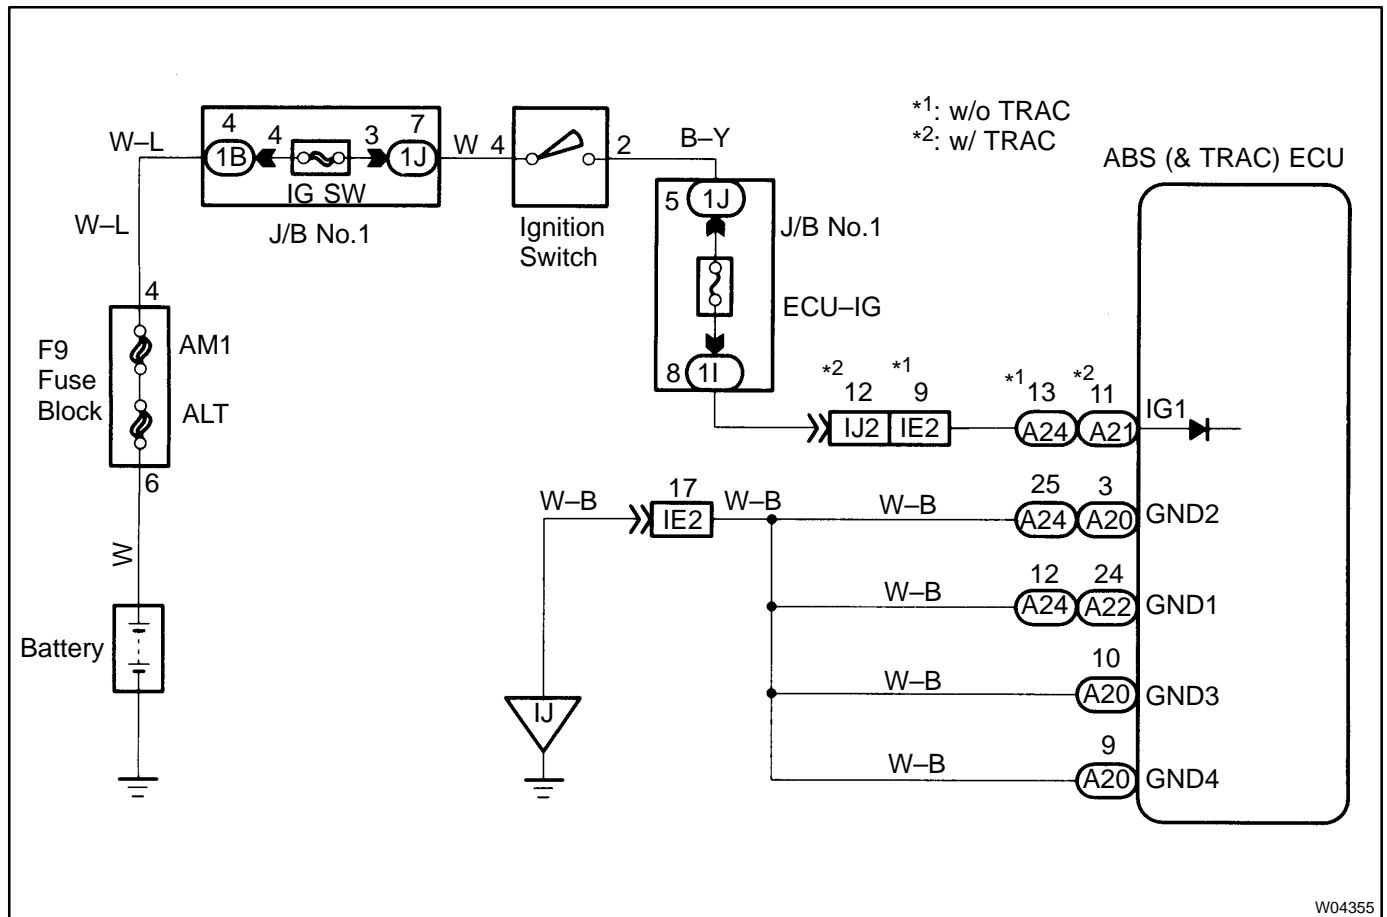 *1: w/o TRAC
*2: w/ TRAC
ABS (& TRAC) ECU
W–L
4
4
3
7
1B
1J
IG SW
J/B No.1
W
4
2
Ignition
Switch
B–Y
5
1J
J/B No.1
ECU–IG
8
1I
W–L
4
F9
Fuse
Block
AM1
ALT
6
W
Battery
*2
12
*1
9
IJ2
IE2
*1
13
*2
11
A24
A21
IG1
W–B
17
IE2
W–B
W–B
25
3
A24
A20
GND2
W–B
12
24
A24
A22
GND1
W–B
10
A20
GND3
W–B
9
A20
GND4
IJ
W04355